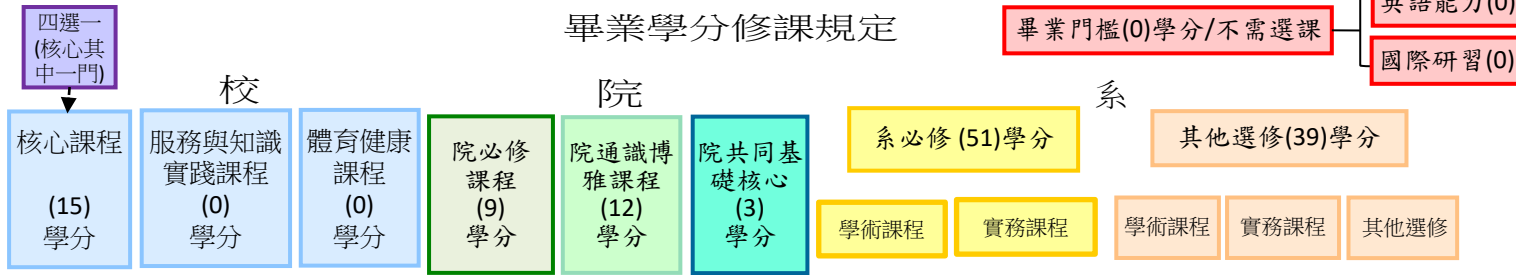 四選一
(核心其
中一門)
畢業學分修課規定
畢業門檻(0)學分/不需選課
英語能力(0)
國際研習(0)
校
院
系
核心課程
(15)
學分
服務與知識
實踐課程
(0)
學分
體育健康
課程
(0)
學分
院必修
課程
(9)
學分
院通識博
雅課程
(12)
學分
院共同基
礎核心
(3)
學分
系必修 (51)學分
學術課程
實務課程
其他選修(39)學分
學術課程
實務課程
其他選修